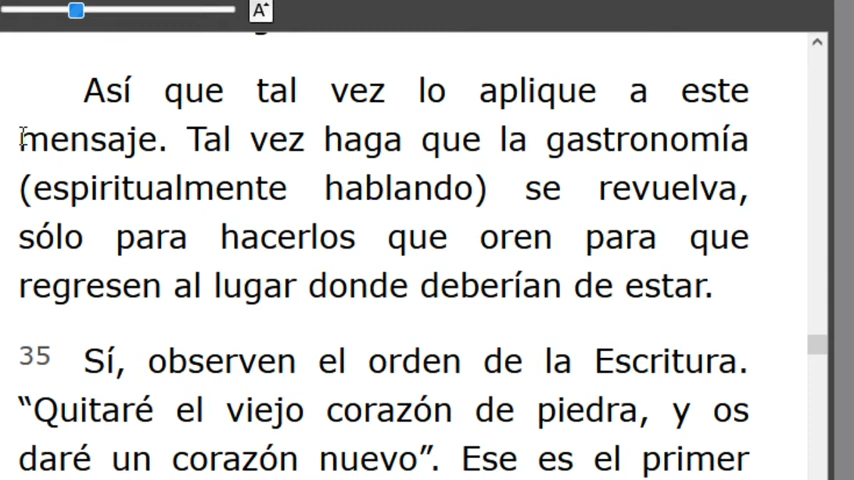 A
Así que tal vez lo aplique a este
mensaje. Tal vez haga que la gastronomía
(espiritualmente hablando) se revuelva,
sólo para hacerlos que oren para que
regresen al lugar donde deberían de estar.
35 Sí, observen el orden de la Escritura.
“Quitaré el viejo corazón de piedra, y os
daré un corazón nuevo”. Ese es el primer